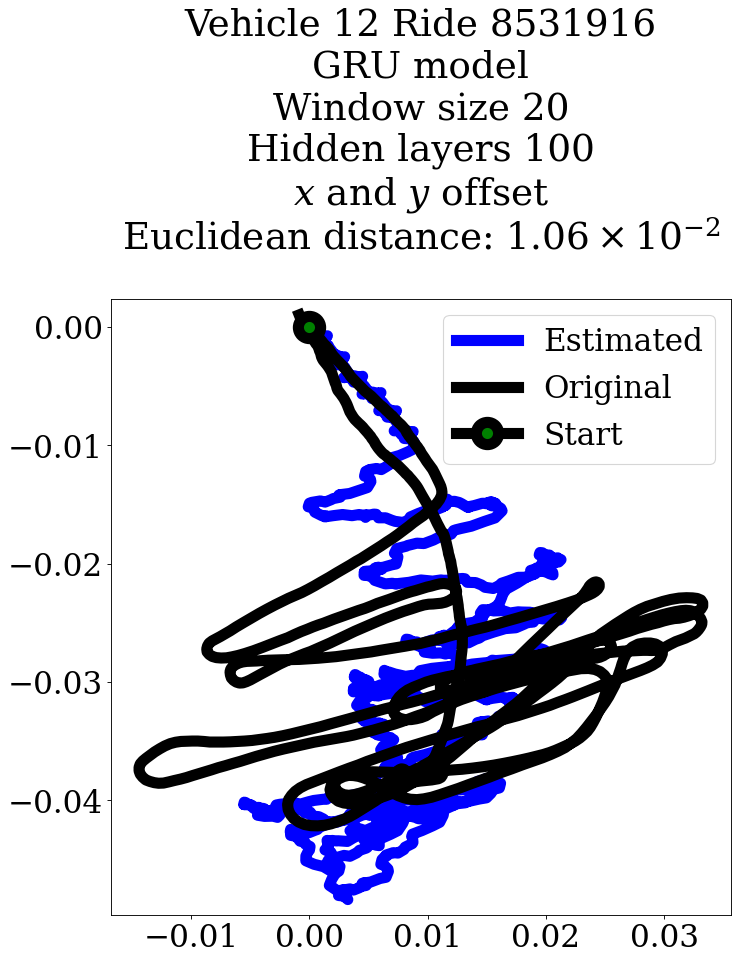 Vehicle 12 Ride 8531916
GRU model
Window size 20
Hidden layers 100
x and y offset
Euclidean distance: 1.06 × 10⁻²
Estimated
Original
Start
0.00
−0.01
−0.02
−0.03
−0.04
−0.01 0.00 0.01 0.02 0.03